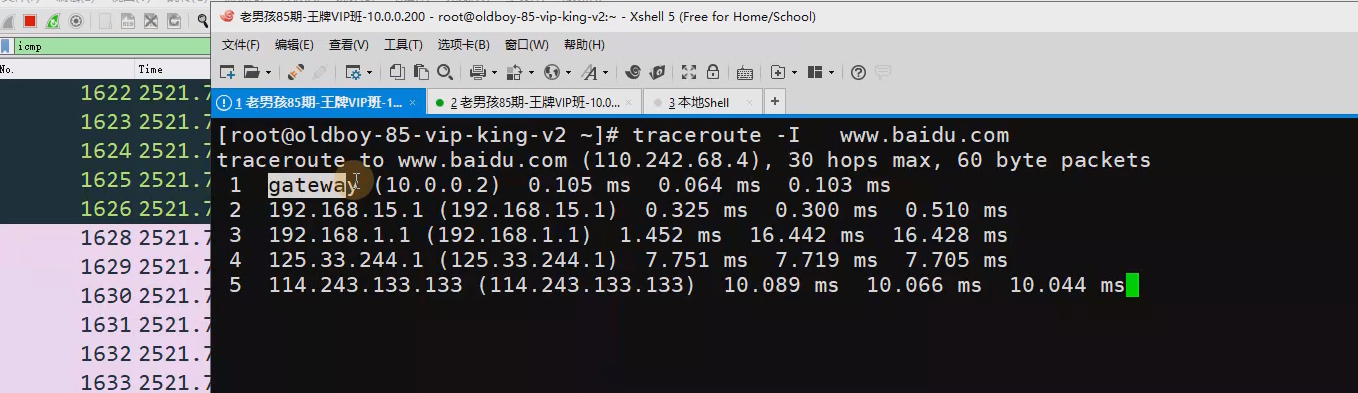 老男孩85期-王牌VIP班-10.0.0.200 - root@oldboy-85-vip-king-v2:~ - Xshell 5 (Free for Home/School)
文件(F) 编辑(E) 查看(V) 工具(T) 选项卡(B) 窗口(W) 帮助(H)
icmp
No. Time
1 老男孩85期-王牌VIP班-1... × 2 老男孩85期-王牌VIP班-10.0... × 3 本地Shell × +
1622 2521.7
1623 2521.7
1624 2521.7
1625 2521.7
1626 2521.7
1628 2521.7
1629 2521.7
1630 2521.7
1631 2521.7
1632 2521.7
1633 2521.7
[root@oldboy-85-vip-king-v2 ~]# traceroute -I   www.baidu.com
traceroute to www.baidu.com (110.242.68.4), 30 hops max, 60 byte packets
1  gateway (10.0.0.2)  0.105 ms  0.064 ms  0.103 ms
2  192.168.15.1 (192.168.15.1)  0.325 ms  0.300 ms  0.510 ms
3  192.168.1.1 (192.168.1.1)  1.452 ms  16.442 ms  16.428 ms
4  125.33.244.1 (125.33.244.1)  7.751 ms  7.719 ms  7.705 ms
5  114.243.133.133 (114.243.133.133)  10.089 ms  10.066 ms  10.044 ms